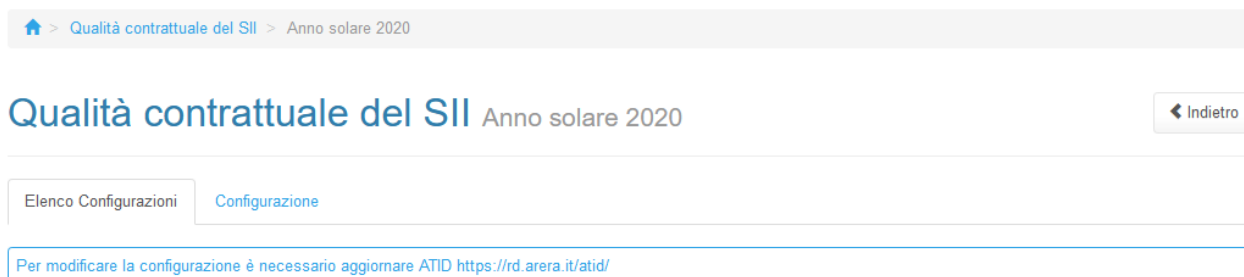 > Qualità contrattuale del SII > Anno solare 2020
Qualità contrattuale del SII Anno solare 2020
Indietro
Elenco Configurazioni Configurazione
Per modificare la configurazione è necessario aggiornare ATID https://rd.arera.it/atid/